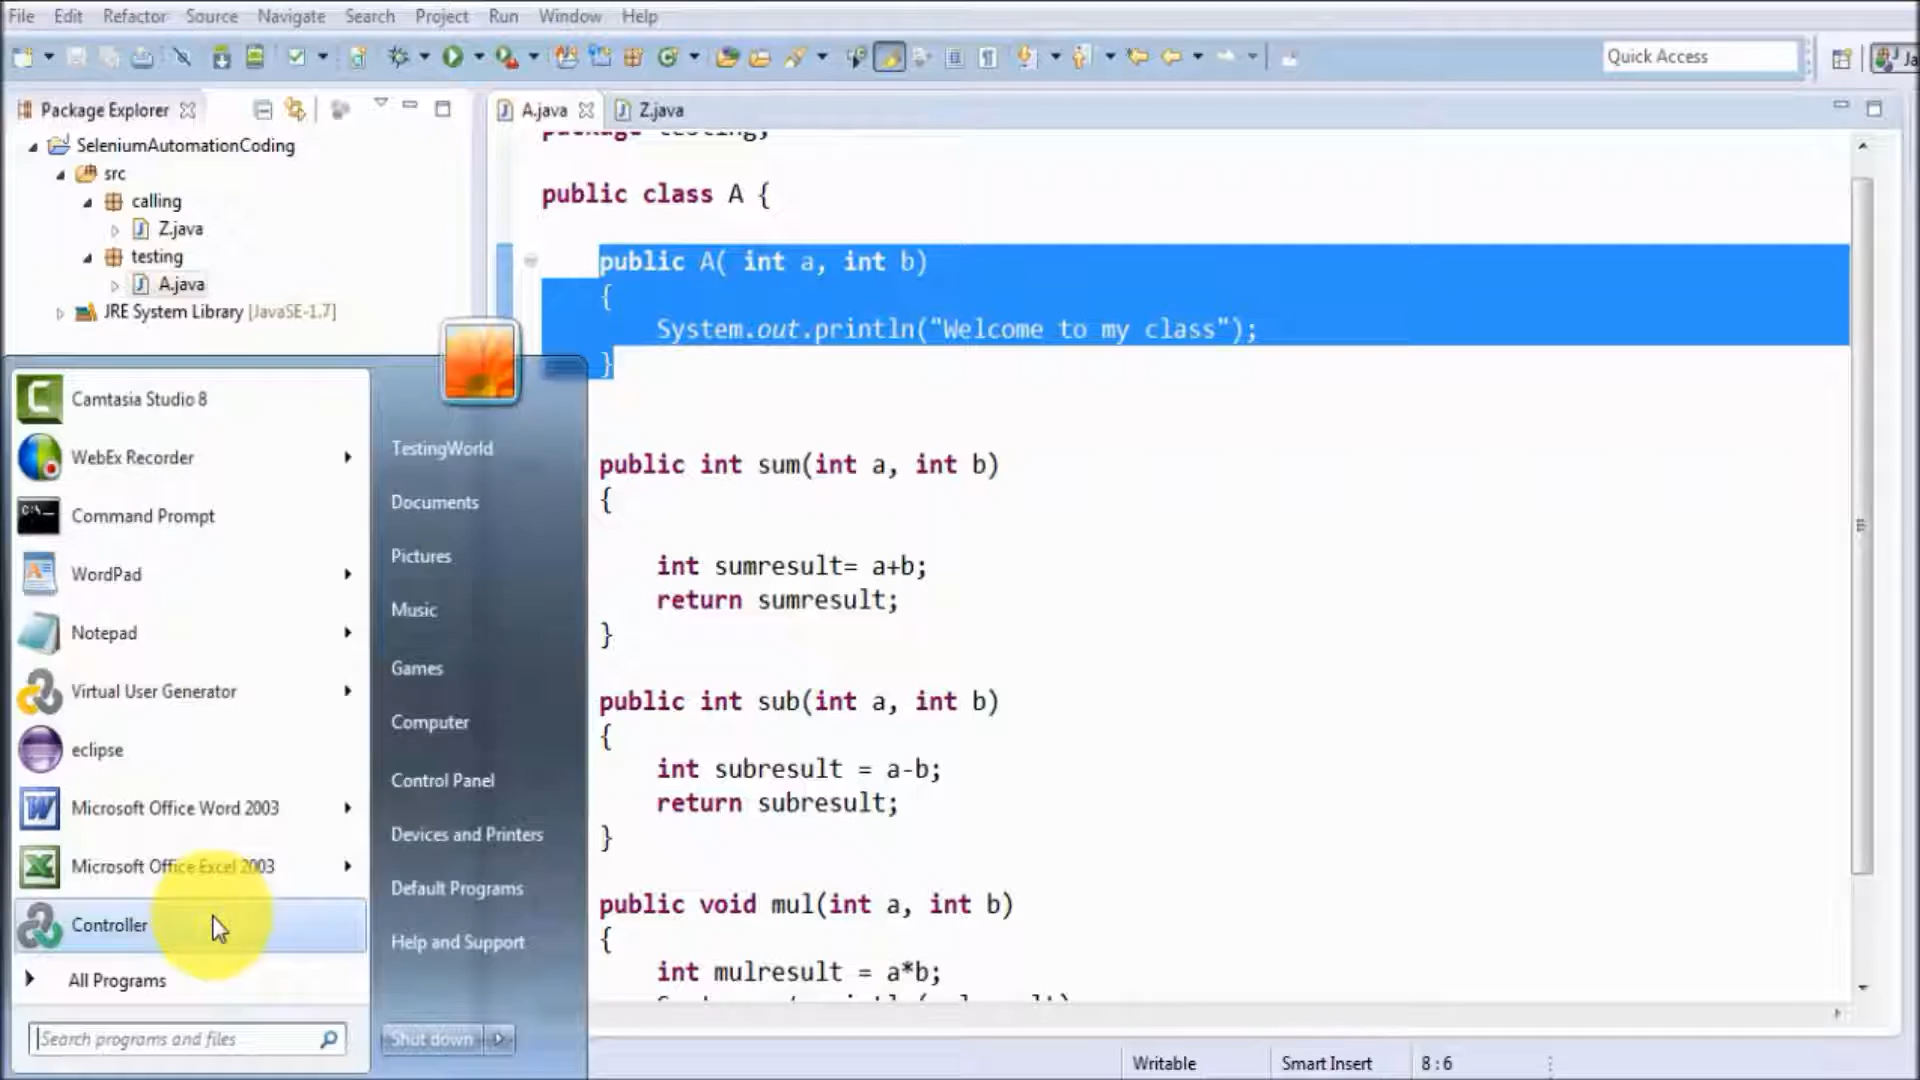 File Edit Refactor Source Navigate Search Project Run Window Help
Quick Access
Ja
Package Explorer
A.java
Z.java
SeleniumAutomationCoding
src
calling
Z.java
testing
A.java
JRE System Library [JavaSE-1.7]
package testing;
public class A {
public A( int a, int b)
{
System.out.println("Welcome to my class");
}
public int sum(int a, int b)
{
int sumresult= a+b;
return sumresult;
}
public int sub(int a, int b)
{
int subresult = a-b;
return subresult;
}
public void mul(int a, int b)
{
int mulresult = a*b;
Camtasia Studio 8
WebEx Recorder
Command Prompt
WordPad
Notepad
Virtual User Generator
eclipse
Microsoft Office Word 2003
Microsoft Office Excel 2003
Controller
All Programs
Search programs and files
TestingWorld
Documents
Pictures
Music
Games
Computer
Control Panel
Devices and Printers
Default Programs
Help and Support
Shut down
Writable
Smart Insert
8 : 6